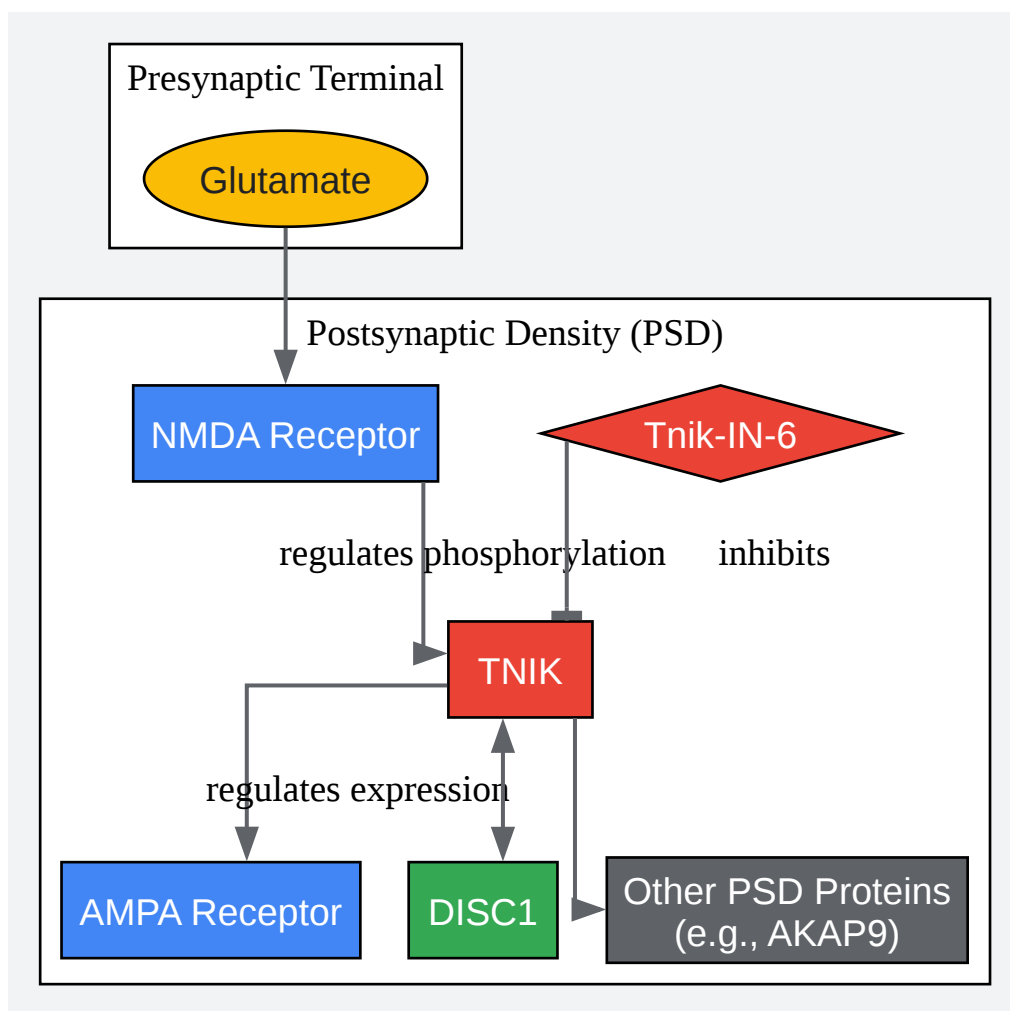 Presynaptic Terminal
Glutamate
Postsynaptic Density (PSD)
NMDA Receptor
Tnik-IN-6
regulates phosphorylation
inhibits
TNIK
regulates expression
AMPA Receptor
DISC1
Other PSD Proteins
(e.g., AKAP9)